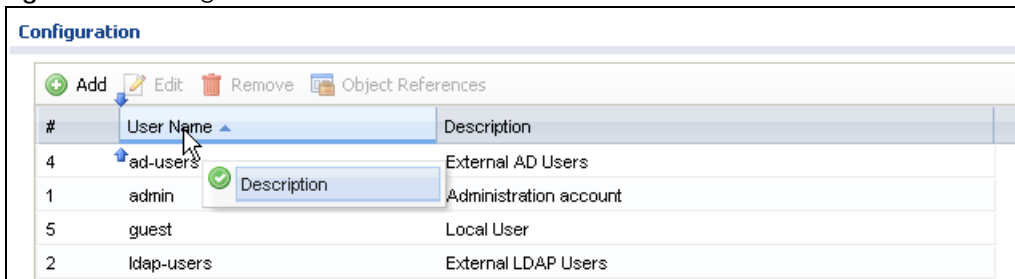 Configuration
Add Edit Remove Object References
# User Name Description
4 ad-users External AD Users
Description
1 admin Administration account
5 guest Local User
2 ldap-users External LDAP Users